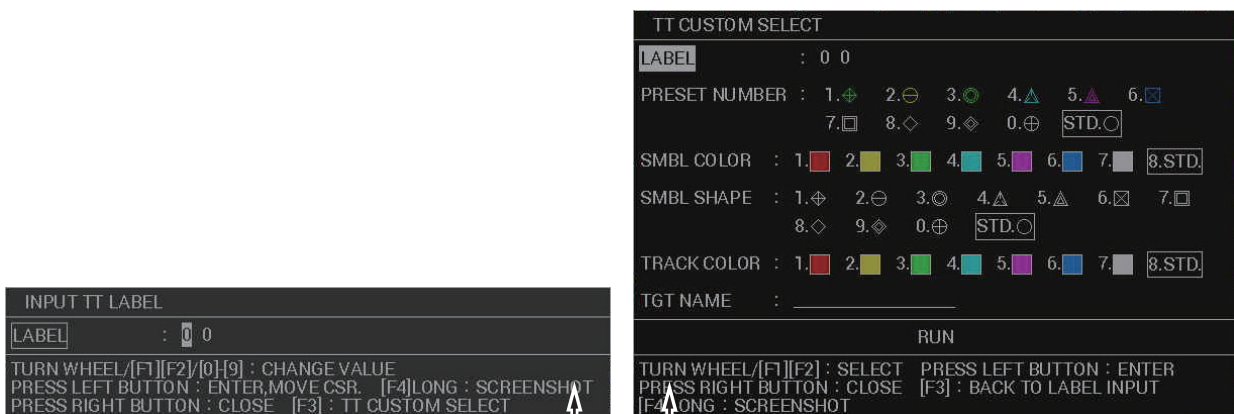 INPUT TT LABEL
LABEL : 0 0
TURN WHEEL/[F1][F2]/[0]-[9] : CHANGE VALUE
PRESS LEFT BUTTON : ENTER,MOVE CSR. [F4]LONG : SCREENSHOT
PRESS RIGHT BUTTON : CLOSE [F3] : TT CUSTOM SELECT
TT CUSTOM SELECT
LABEL : 0 0
PRESET NUMBER : 1. 2. 3. 4. 5. 6.
7. 8. 9. 0. STD.
SMBL COLOR : 1. 2. 3. 4. 5. 6. 7. 8.STD.
SMBL SHAPE : 1. 2. 3. 4. 5. 6. 7.
8. 9. 0. STD.
TRACK COLOR : 1. 2. 3. 4. 5. 6. 7. 8.STD.
TGT NAME :
RUN
TURN WHEEL/[F1][F2] : SELECT PRESS LEFT BUTTON : ENTER
PRESS RIGHT BUTTON : CLOSE [F3] : BACK TO LABEL INPUT
[F4]LONG : SCREENSHOT